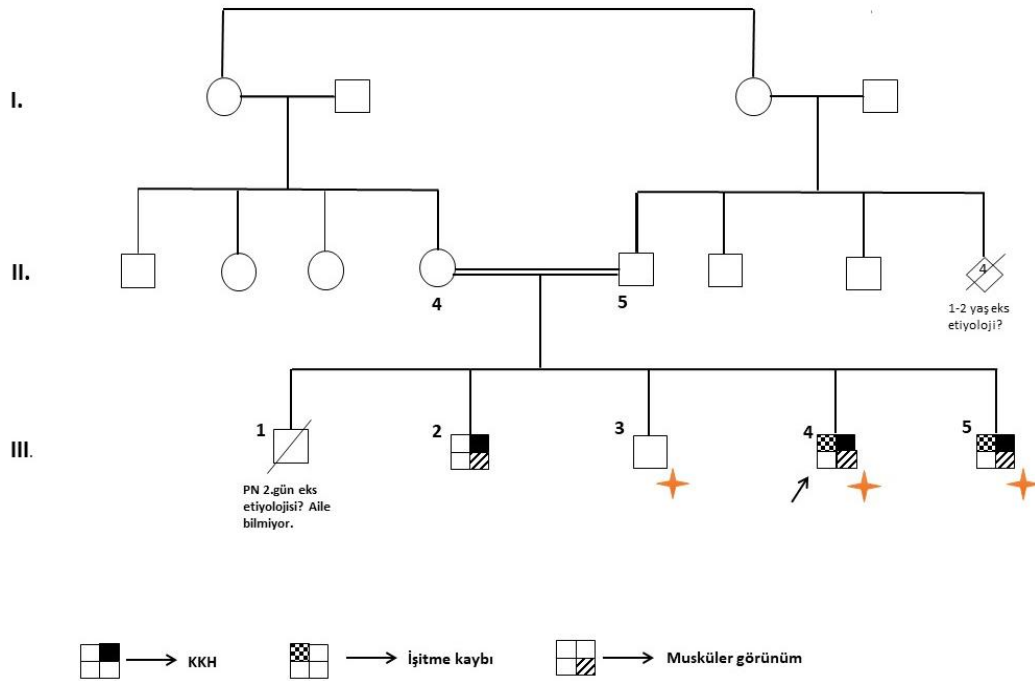 I.
II.
4
5
4
1-2 yaş eks
etiyoloji?
III.
1
2
3
4
5
PN 2.gün eks
etiyolojisi? Aile
bilmiyor.
KKH
İşitme kaybı
Musküler görünüm